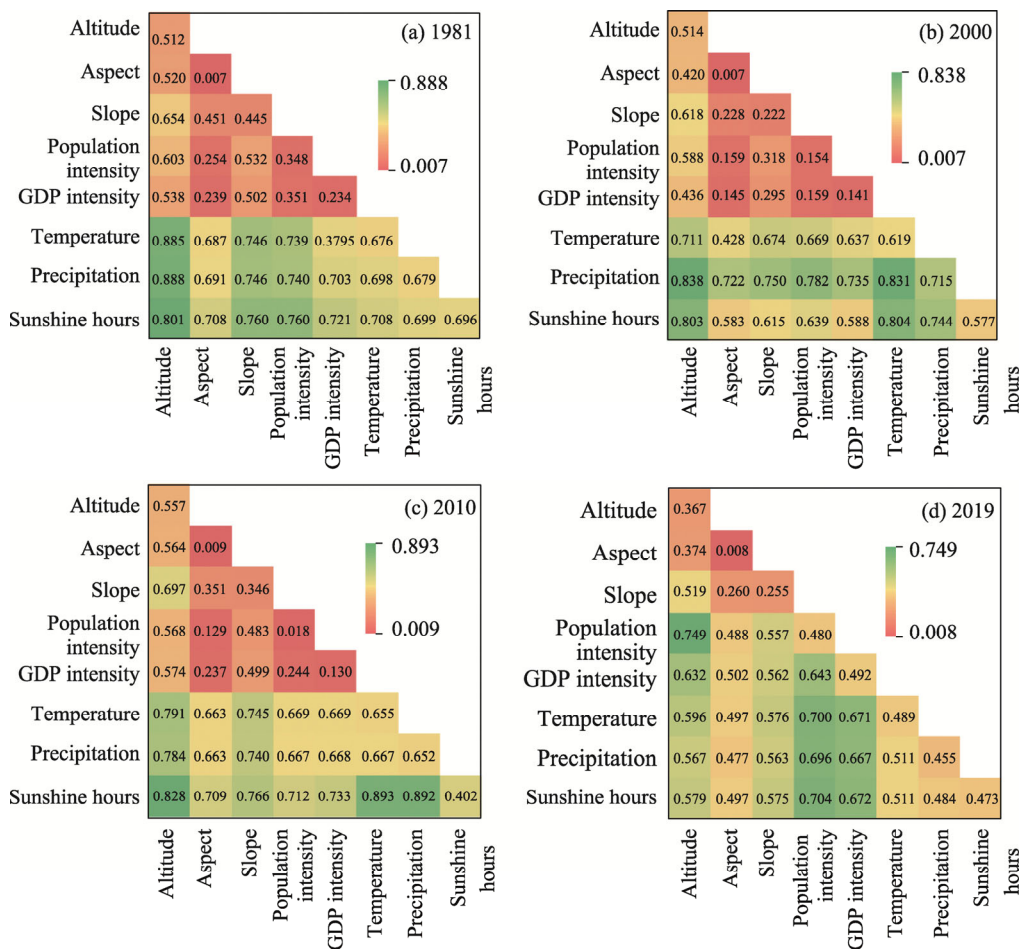 (a) 1981
Altitude 0.512
Aspect 0.520 0.007
Slope 0.654 0.451 0.445
Population intensity 0.603 0.254 0.532 0.348
GDP intensity 0.538 0.239 0.502 0.351 0.234
Temperature 0.885 0.687 0.746 0.739 0.3795 0.676
Precipitation 0.888 0.691 0.746 0.740 0.703 0.698 0.679
Sunshine hours 0.801 0.708 0.760 0.760 0.721 0.708 0.699 0.696
0.888
0.007
Altitude
Aspect
Slope
Population
intensity
GDP intensity
Temperature
Precipitation
Sunshine
hours
(b) 2000
Altitude 0.514
Aspect 0.420 0.007
Slope 0.618 0.228 0.222
Population intensity 0.588 0.159 0.318 0.154
GDP intensity 0.436 0.145 0.295 0.159 0.141
Temperature 0.711 0.428 0.674 0.669 0.637 0.619
Precipitation 0.838 0.722 0.750 0.782 0.735 0.831 0.715
Sunshine hours 0.803 0.583 0.615 0.639 0.588 0.804 0.744 0.577
0.838
0.007
Altitude
Aspect
Slope
Population
intensity
GDP intensity
Temperature
Precipitation
Sunshine
hours
(c) 2010
Altitude 0.557
Aspect 0.564 0.009
Slope 0.697 0.351 0.346
Population intensity 0.568 0.129 0.483 0.018
GDP intensity 0.574 0.237 0.499 0.244 0.130
Temperature 0.791 0.663 0.745 0.669 0.669 0.655
Precipitation 0.784 0.663 0.740 0.667 0.668 0.667 0.652
Sunshine hours 0.828 0.709 0.766 0.712 0.733 0.893 0.892 0.402
0.893
0.009
Altitude
Aspect
Slope
Population
intensity
GDP intensity
Temperature
Precipitation
Sunshine
hours
(d) 2019
Altitude 0.367
Aspect 0.374 0.008
Slope 0.519 0.260 0.255
Population intensity 0.749 0.488 0.557 0.480
GDP intensity 0.632 0.502 0.562 0.643 0.492
Temperature 0.596 0.497 0.576 0.700 0.671 0.489
Precipitation 0.567 0.477 0.563 0.696 0.667 0.511 0.455
Sunshine hours 0.579 0.497 0.575 0.704 0.672 0.511 0.484 0.473
0.749
0.008
Altitude
Aspect
Slope
Population
intensity
GDP intensity
Temperature
Precipitation
Sunshine
hours